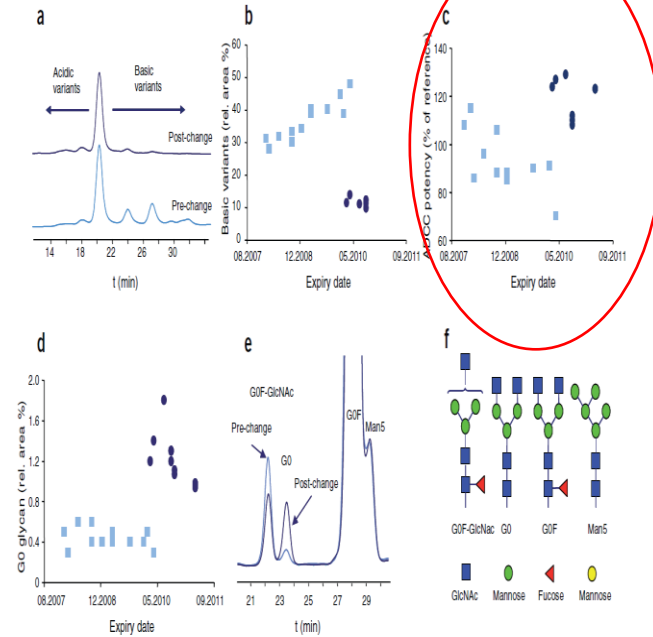 a
Acidic
variants
Basic
variants
Post-change
Pre-change
14 18 22 26 30
t (min)
b
Basic variants (rel. area %)
60
50
40
30
20
10
0
08.2007 12.2008 05.2010 09.2011
Expiry date
c
ADCC potency (% of reference)
140
120
100
80
60
08.2007 12.2008 05.2010 09.2011
Expiry date
d
G0 glycan (rel. area %)
2.0
1.6
1.2
0.8
0.4
0
08.2007 12.2008 05.2010 09.2011
Expiry date
e
G0F-GlcNAc
Pre-change
G0
Post-change
G0F
Man5
21 23 25 27 29
t (min)
f
G0F-GlcNac G0 G0F Man5
GlcNAc Mannose Fucose Mannose